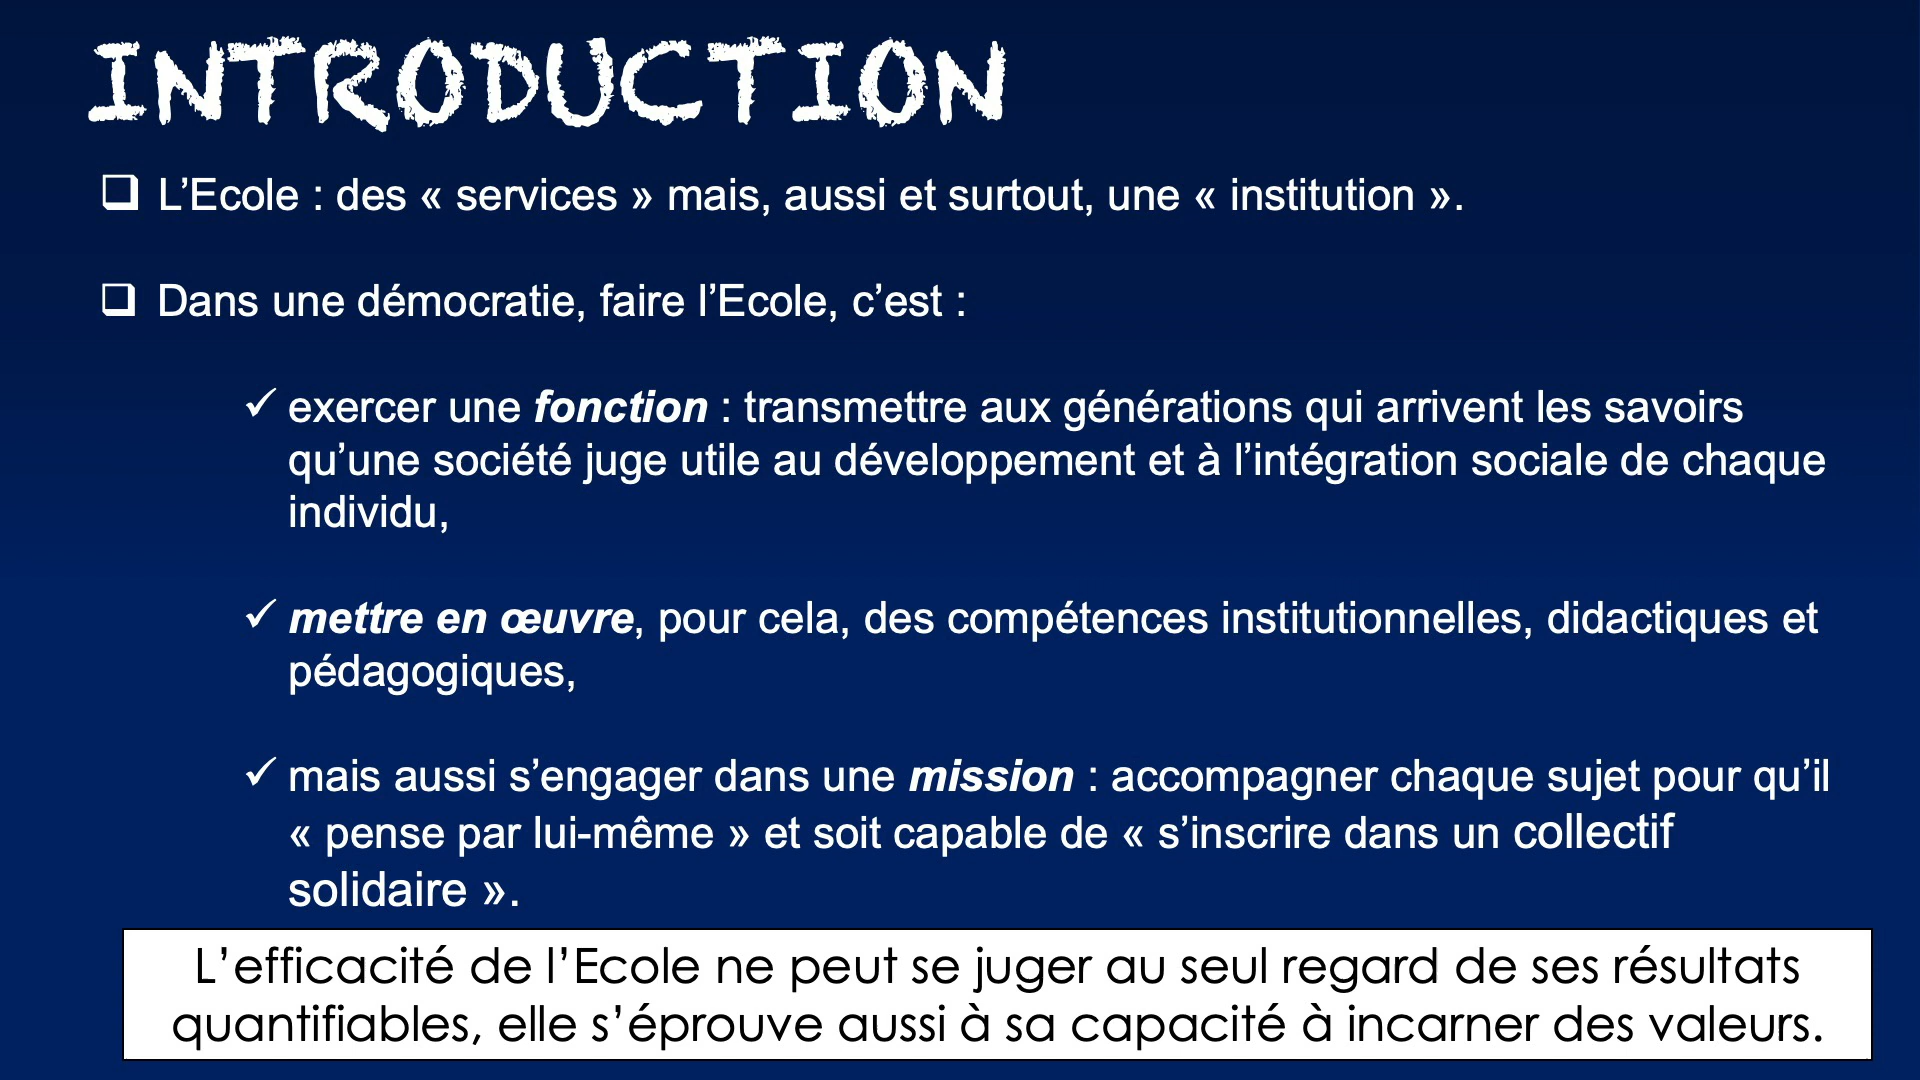 INTRODUCTION
L’Ecole : des « services » mais, aussi et surtout, une « institution ».
Dans une démocratie, faire l’Ecole, c’est :
exercer une fonction : transmettre aux générations qui arrivent les savoirs
qu’une société juge utile au développement et à l’intégration sociale de chaque
individu,
mettre en œuvre, pour cela, des compétences institutionnelles, didactiques et
pédagogiques,
mais aussi s’engager dans une mission : accompagner chaque sujet pour qu’il
« pense par lui-même » et soit capable de « s’inscrire dans un collectif
solidaire ».
L’efficacité de l’Ecole ne peut se juger au seul regard de ses résultats
quantifiables, elle s’éprouve aussi à sa capacité à incarner des valeurs.